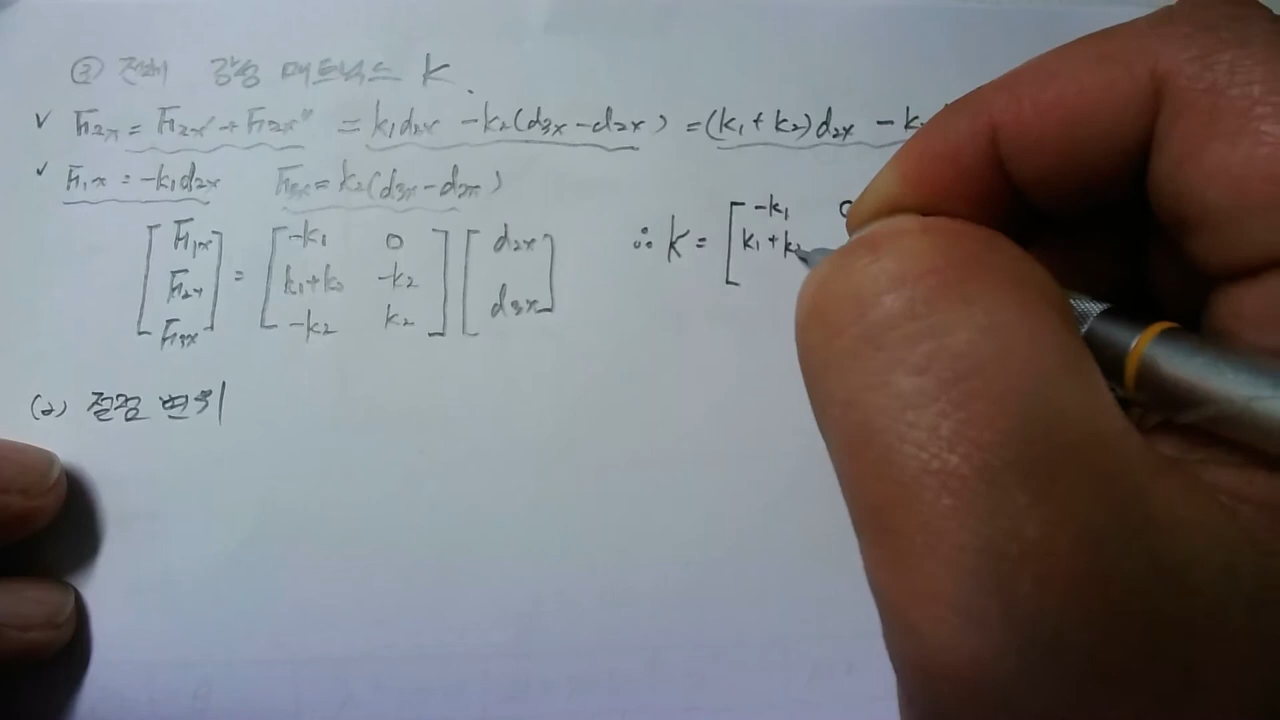 ③ 전체 강성 매트릭스 K.
✓ F₂ₓ = F₂ₓ' + F₂ₓ'' = k₁d₂ₓ - k₂(d₃ₓ - d₂ₓ) = (k₁ + k₂)d₂ₓ - k
✓ F₁ₓ = -k₁d₂ₓ F₃ₓ = k₂(d₃ₓ - d₂ₓ)
[F₁ₓ F₂ₓ F₃ₓ] = [-k₁ 0 k₁+k₂ -k₂ -k₂ k₂] [d₂ₓ d₃ₓ]
∴ K = [-k₁ 0 k₁+k₂
(2) 절점 변위